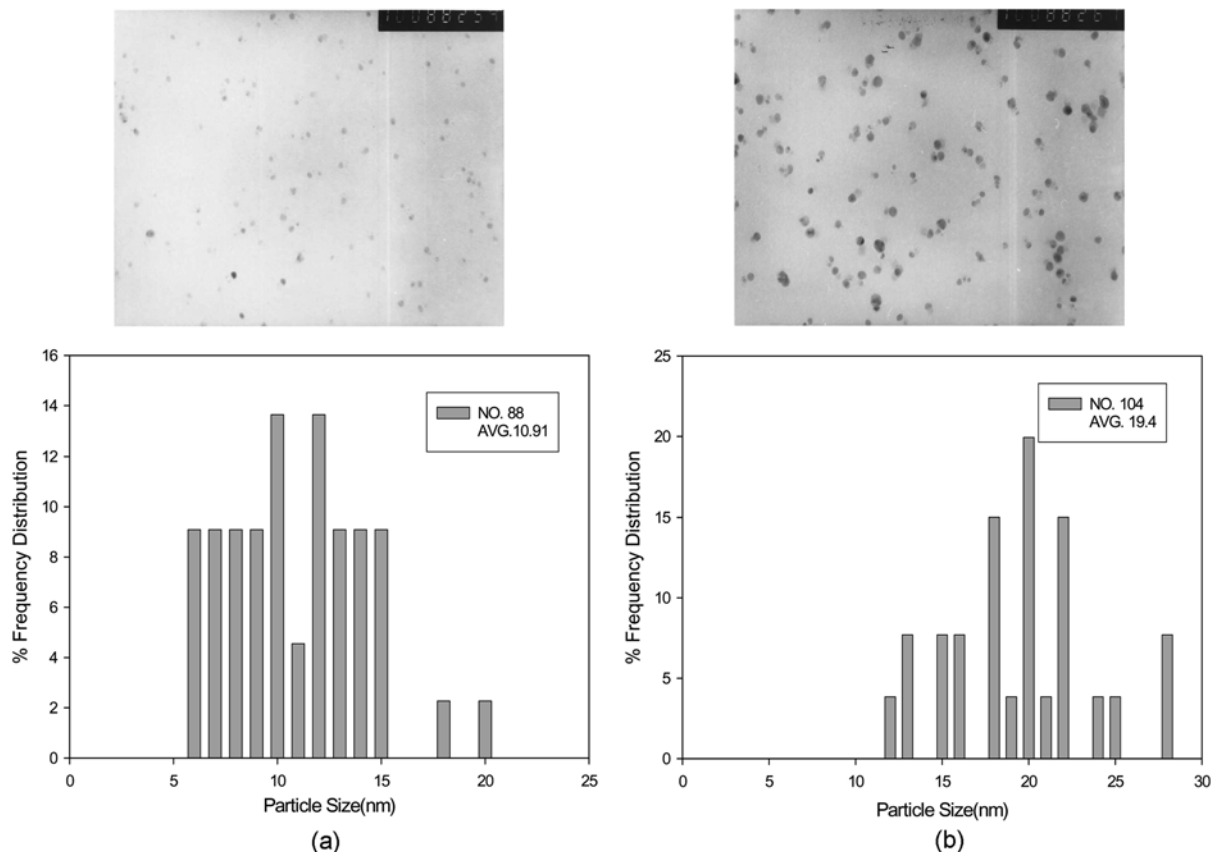 16
14
12
10
8
6
4
2
0
% Frequency Distribution
NO. 88
AVG.10.91
0 5 10 15 20 25
Particle Size(nm)
(a)
25
20
15
10
5
0
% Frequency Distribution
NO. 104
AVG. 19.4
0 5 10 15 20 25 30
Particle Size(nm)
(b)